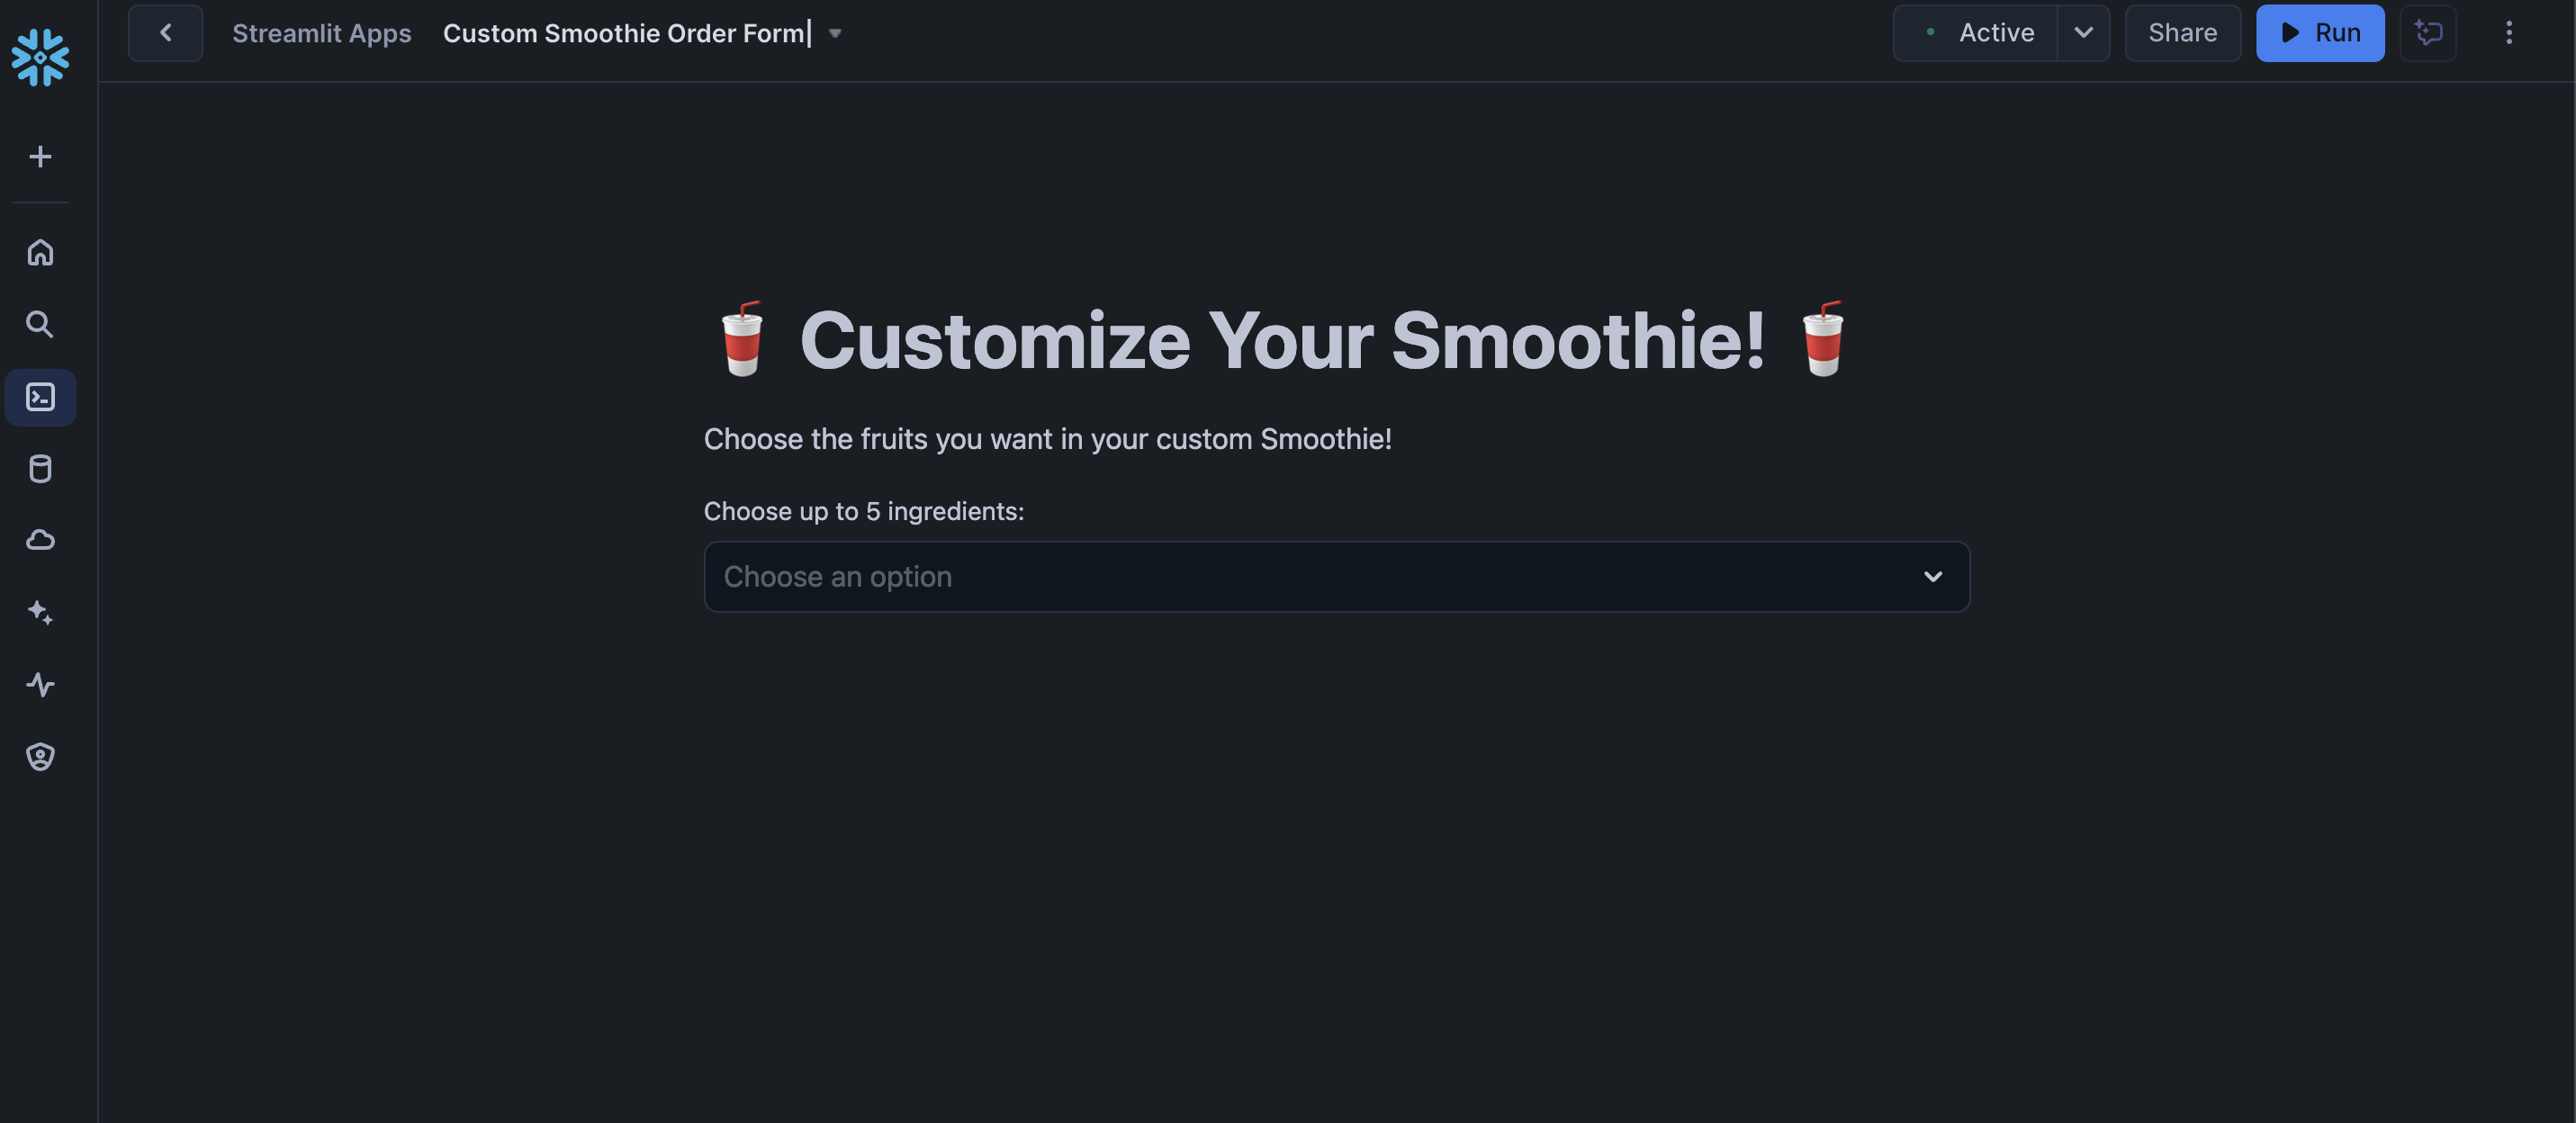 Streamlit Apps Custom Smoothie Order Form Active Share Run
Customize Your Smoothie!
Choose the fruits you want in your custom Smoothie!
Choose up to 5 ingredients:
Choose an option